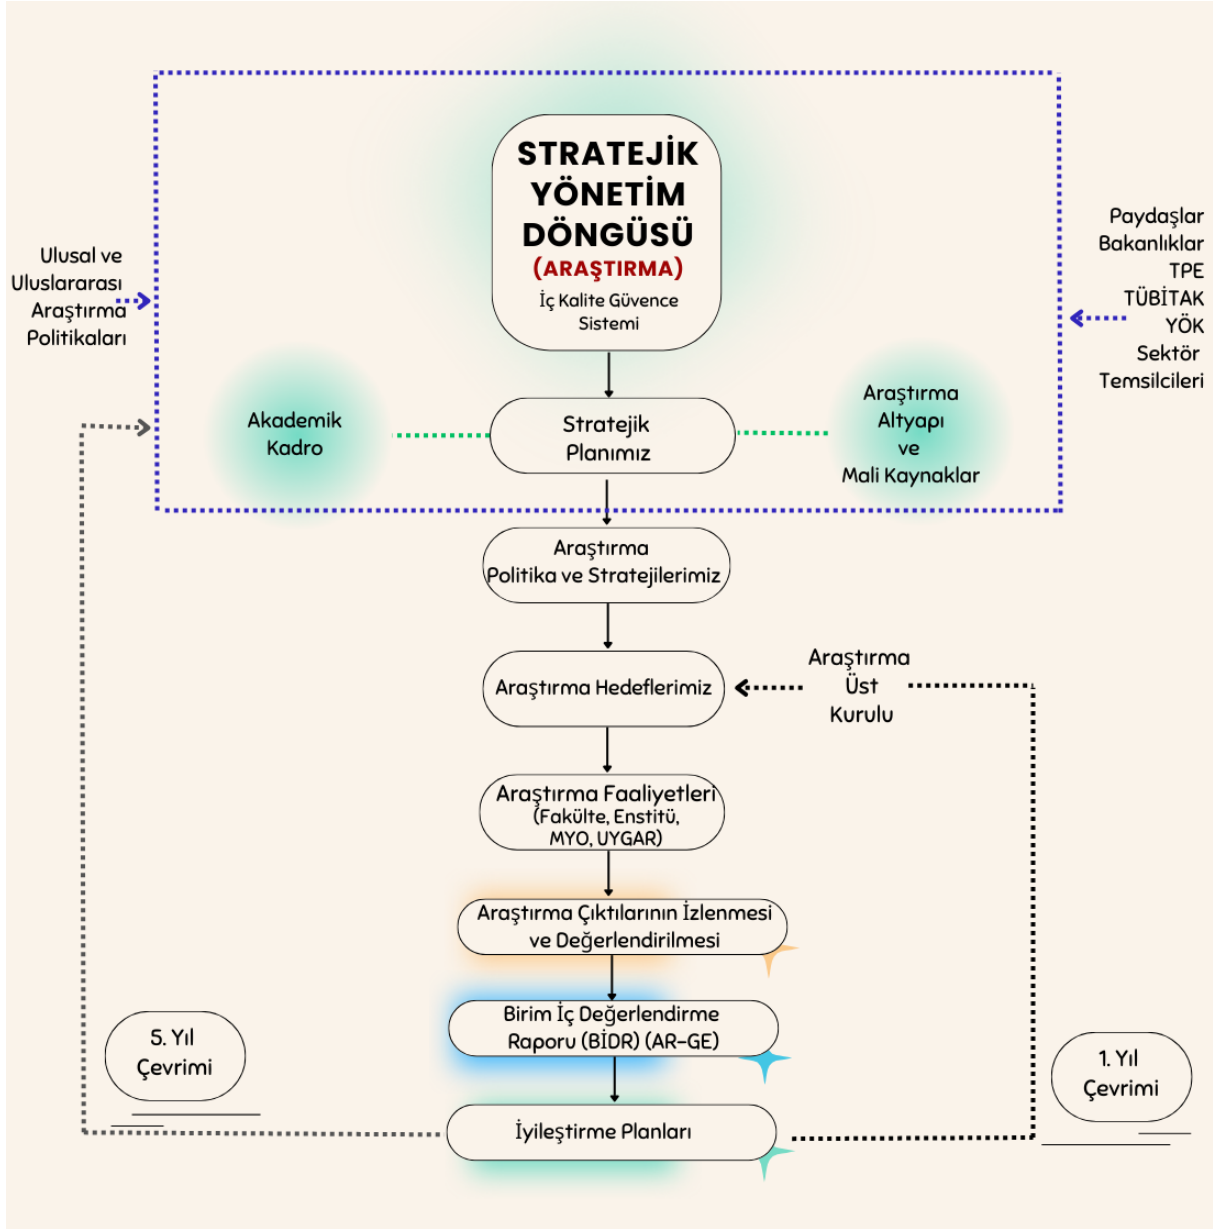 STRATEJİK
YÖNETİM
DÖNGÜSÜ
(ARAŞTIRMA)
İç Kalite Güvence
Sistemi
Ulusal ve
Uluslararası
Araştırma
Politikaları
Paydaşlar
Bakanlıklar
TPE
TÜBİTAK
YÖK
Sektör
Temsilcileri
Akademik
Kadro
Stratejik
Planımız
Araştırma
Altyapı
ve
Mali Kaynaklar
Araştırma
Politika ve Stratejilerimiz
Araştırma Hedeflerimiz
Araştırma
Üst
Kurulu
Araştırma Faaliyetleri
(Fakülte, Enstitü,
MYO, UYGAR)
Araştırma Çıktılarının İzlenmesi
ve Değerlendirilmesi
Birim İç Değerlendirme
Raporu (BİDR) (AR-GE)
5. Yıl
Çevrimi
1. Yıl
Çevrimi
İyileştirme Planları